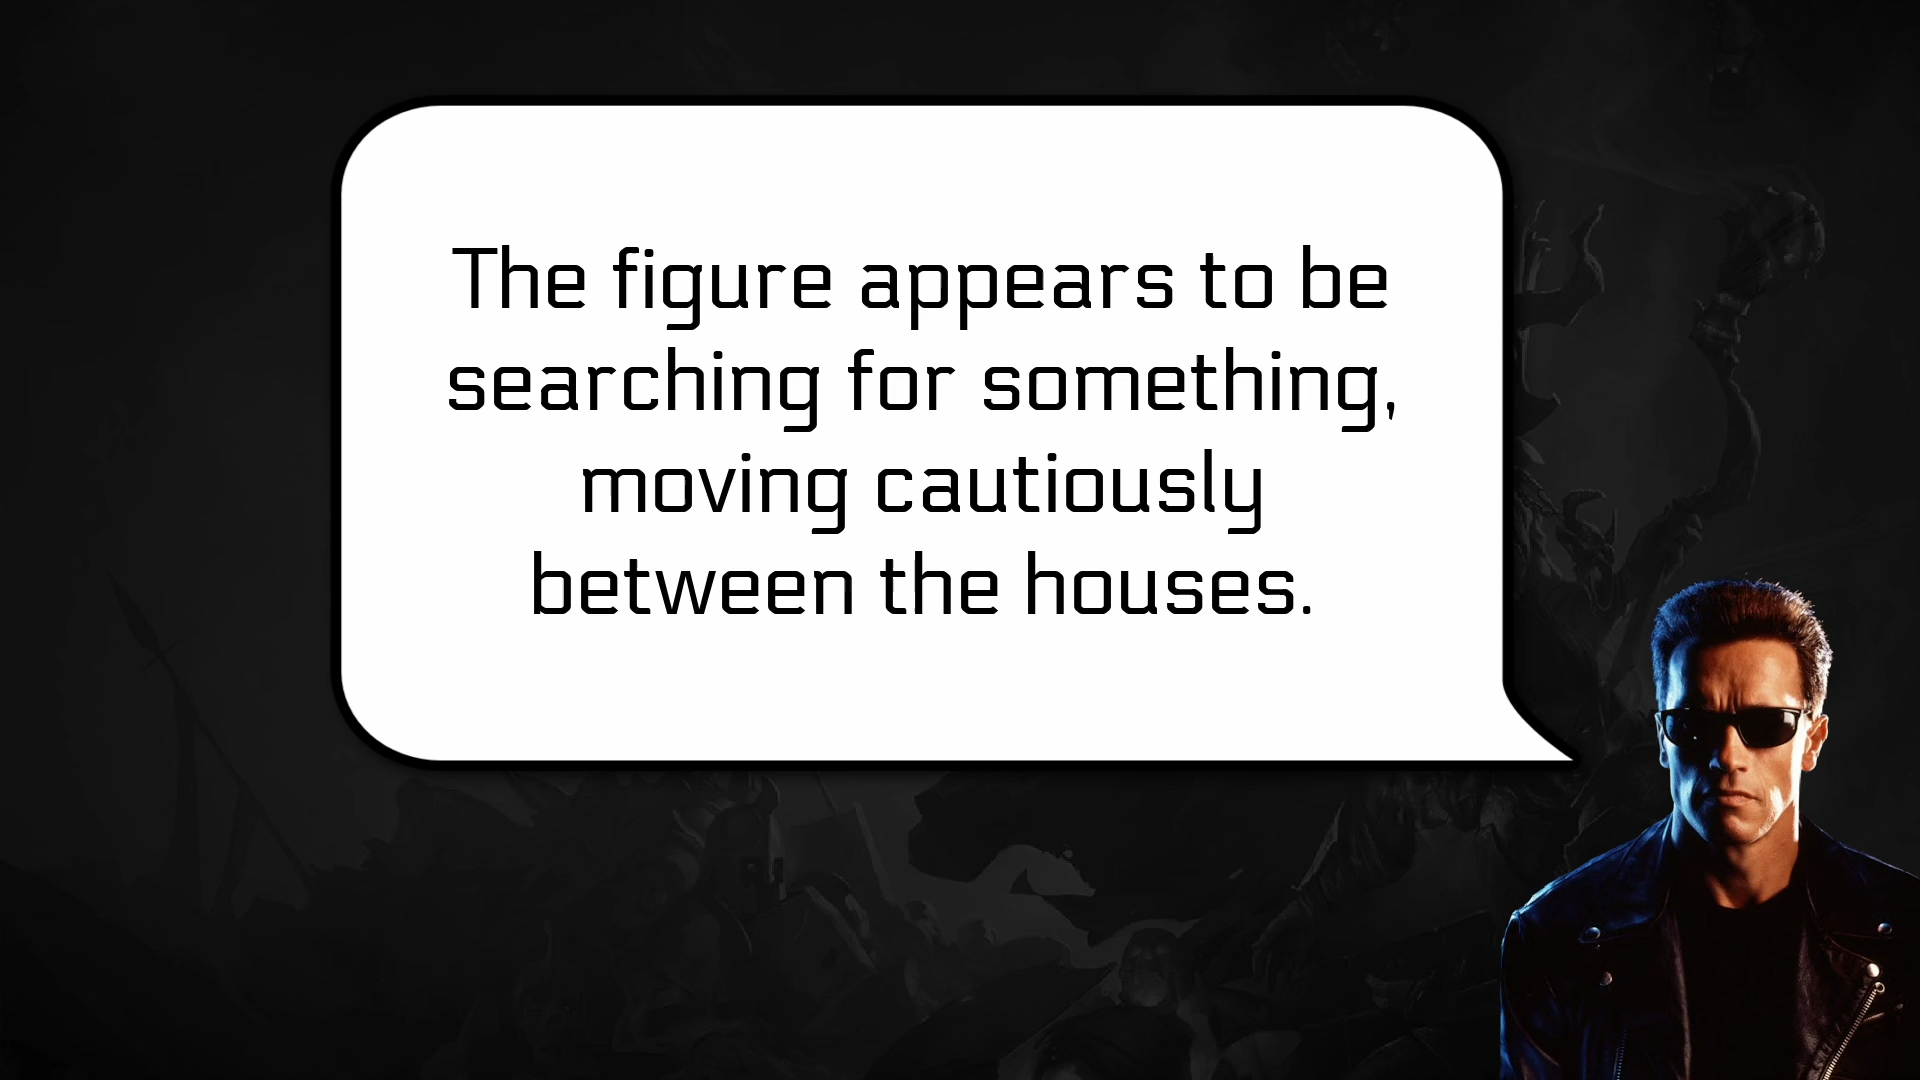 The figure appears to be
searching for something,
moving cautiously
between the houses.